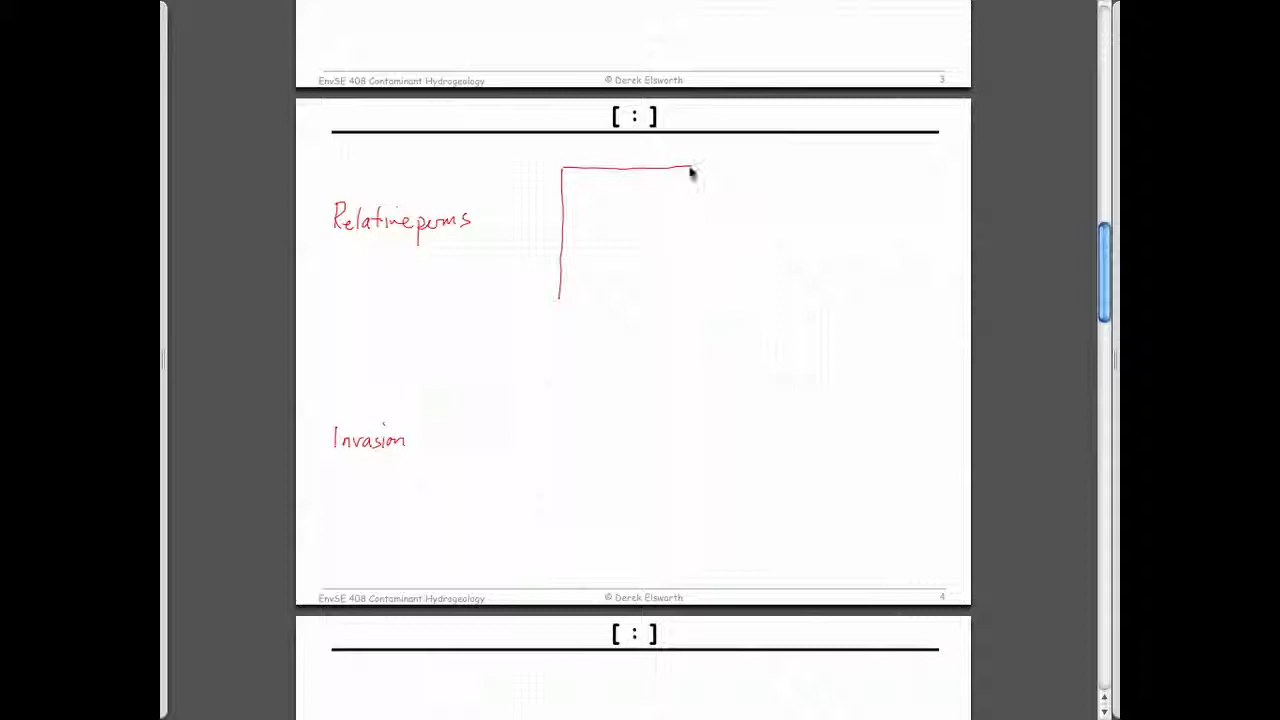 EnvSE 408 Contaminant Hydrogeology © Derek Elsworth 3
[ : ]
Relative perms
Invasion
EnvSE 408 Contaminant Hydrogeology © Derek Elsworth 4
[ : ]